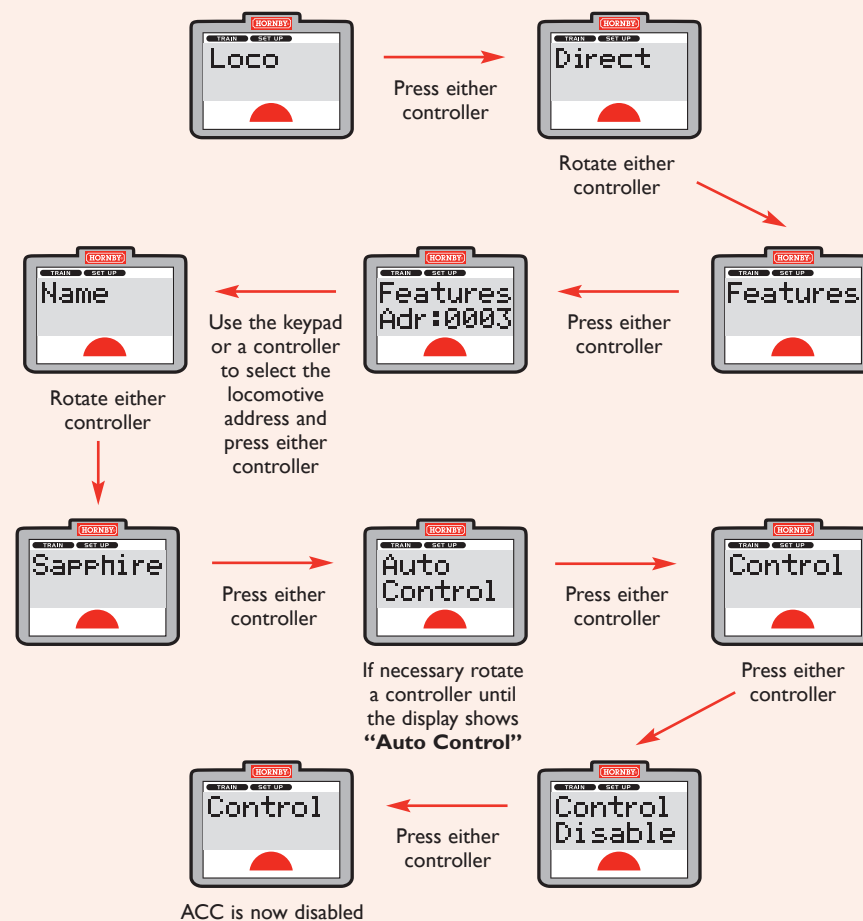 HORNBY
TRAIN SET UP
Loco
Press either
controller
HORNBY
TRAIN SET UP
Direct
Rotate either
controller
HORNBY
TRAIN SET UP
Features
Press either
controller
HORNBY
TRAIN SET UP
Features
Adr:0003
Use the keypad
or a controller
to select the
locomotive
address and
press either
controller
HORNBY
TRAIN SET UP
Name
Rotate either
controller
HORNBY
TRAIN SET UP
Sapphire
Press either
controller
HORNBY
TRAIN SET UP
Auto
Control
If necessary rotate
a controller until
the display shows
“Auto Control”
Press either
controller
HORNBY
TRAIN SET UP
Control
Press either
controller
HORNBY
TRAIN SET UP
Control
Disable
Press either
controller
HORNBY
TRAIN SET UP
Control
ACC is now disabled